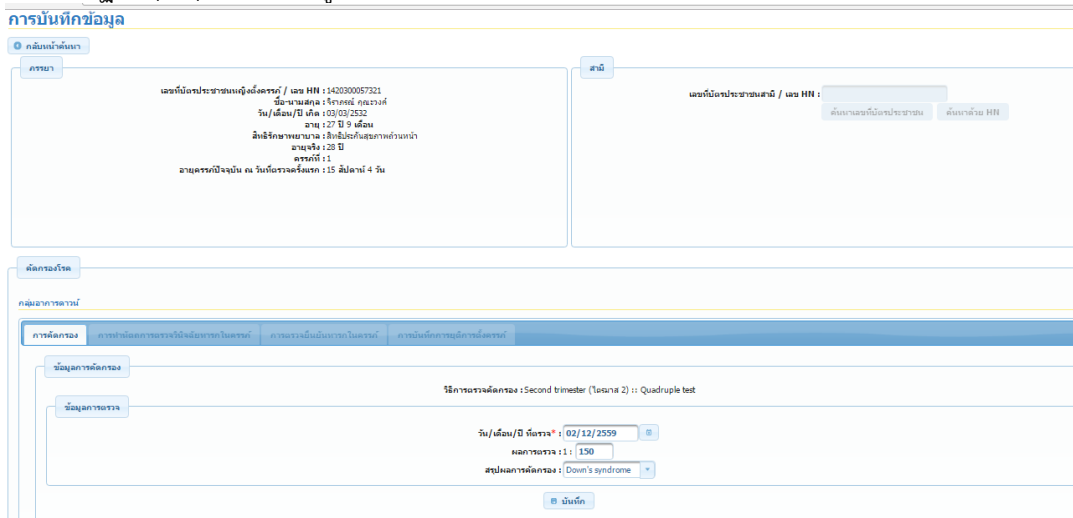 การบันทึกข้อมูล
กลับหน้าค้นหา
ภรรยา
เลขที่บัตรประชาชนหญิงตั้งครรภ์ / เลข HN : 1420300057321
ชื่อ-นามสกุล : จิราภรณ์ คุณะวงค์
วัน/เดือน/ปี เกิด : 03/03/2532
อายุ : 27 ปี 9 เดือน
สิทธิรักษาพยาบาล : สิทธิประกันสุขภาพถ้วนหน้า
อายุจริง : 28 ปี
ครรภ์ที่ : 1
อายุครรภ์ปัจจุบัน ณ วันที่ตรวจครั้งแรก : 15 สัปดาห์ 4 วัน
สามี
เลขที่บัตรประชาชนสามี / เลข HN :
ค้นหาเลขที่บัตรประชาชน ค้นหาด้วย HN
คัดกรองโรค
กลุ่มอาการดาวน์
การคัดกรอง การทำหัตถการตรวจวินิจฉัยทารกในครรภ์ การตรวจยืนยันทารกในครรภ์ การบันทึกการยุติการตั้งครรภ์
ข้อมูลการคัดกรอง
วิธีการตรวจคัดกรอง : Second trimester (ไตรมาส 2) :: Quadruple test
ข้อมูลการตรวจ
วัน/เดือน/ปี ที่ตรวจ* : 02/12/2559
ผลการตรวจ : 1 : 150
สรุปผลการคัดกรอง : Down's syndrome
บันทึก